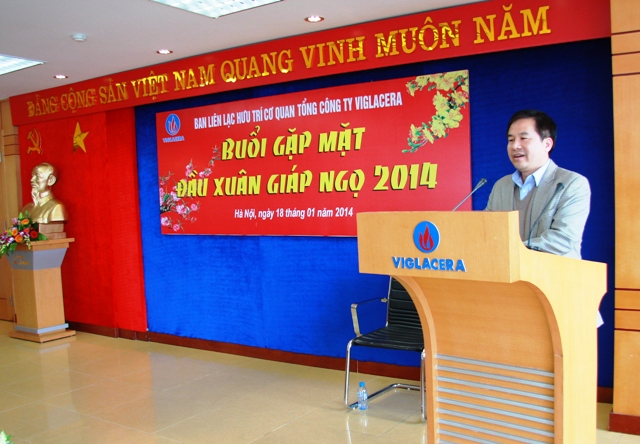 ĐẢNG CỘNG SẢN VIỆT NAM QUANG VINH MUÔN NĂM
BAN LIÊN LẠC HƯU TRÍ CƠ QUAN TỔNG CÔNG TY VIGLACERA
VIGLACERA
BUỔI GẶP MẶT
ĐẦU XUÂN GIÁP NGỌ 2014
Hà Nội, ngày 18 tháng 01 năm 2014
VIGLACERA